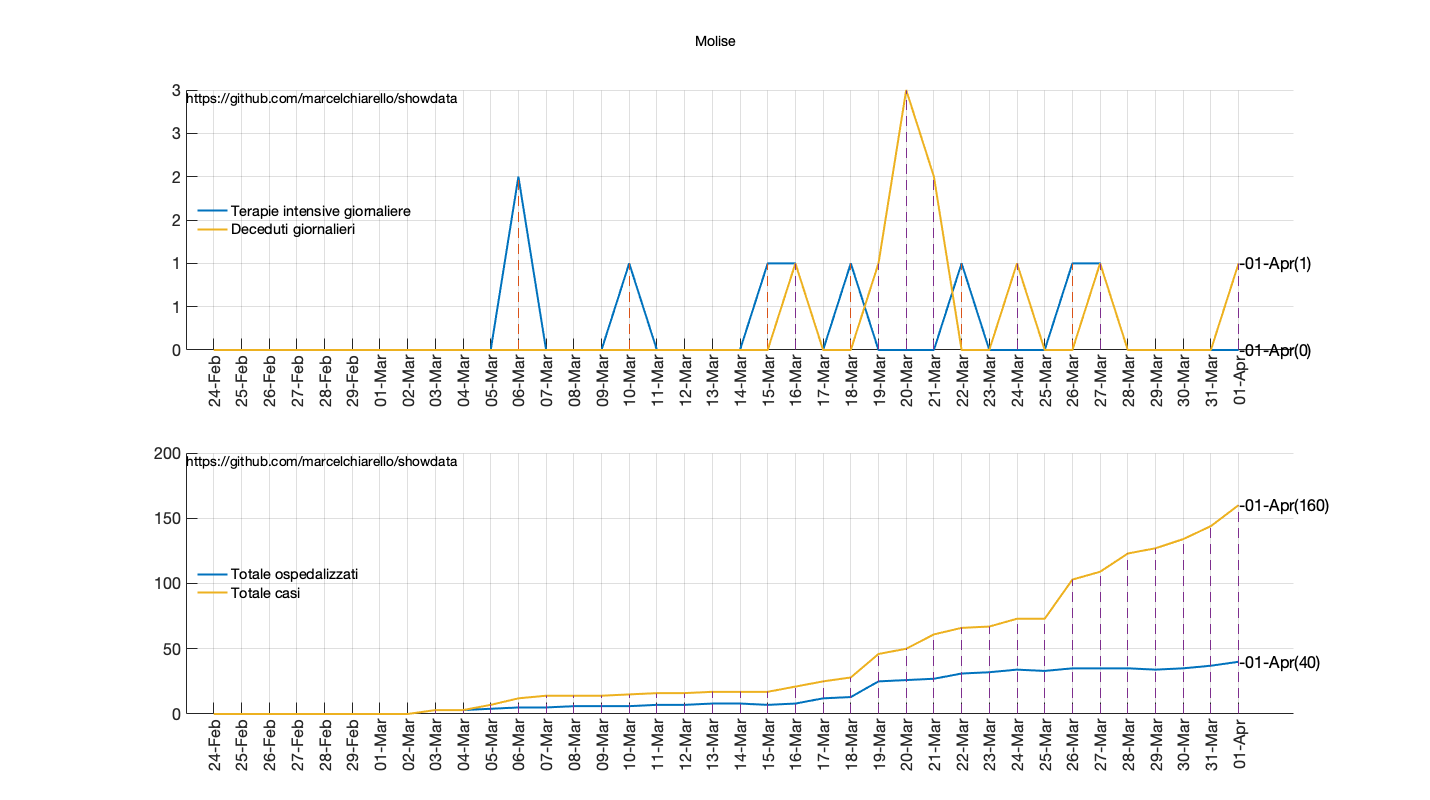 Molise
3
3
2
2
1
1
0
https://github.com/marcelchiarello/showdata
Terapie intensive giornaliere
Deceduti giornalieri
-01-Apr(1)
-01-Apr(0)
24-Feb
25-Feb
26-Feb
27-Feb
28-Feb
29-Feb
01-Mar
02-Mar
03-Mar
04-Mar
05-Mar
06-Mar
07-Mar
08-Mar
09-Mar
10-Mar
11-Mar
12-Mar
13-Mar
14-Mar
15-Mar
16-Mar
17-Mar
18-Mar
19-Mar
20-Mar
21-Mar
22-Mar
23-Mar
24-Mar
25-Mar
26-Mar
27-Mar
28-Mar
29-Mar
30-Mar
31-Mar
01-Apr
200
150
100
50
0
https://github.com/marcelchiarello/showdata
Totale ospedalizzati
Totale casi
-01-Apr(160)
-01-Apr(40)
24-Feb
25-Feb
26-Feb
27-Feb
28-Feb
29-Feb
01-Mar
02-Mar
03-Mar
04-Mar
05-Mar
06-Mar
07-Mar
08-Mar
09-Mar
10-Mar
11-Mar
12-Mar
13-Mar
14-Mar
15-Mar
16-Mar
17-Mar
18-Mar
19-Mar
20-Mar
21-Mar
22-Mar
23-Mar
24-Mar
25-Mar
26-Mar
27-Mar
28-Mar
29-Mar
30-Mar
31-Mar
01-Apr